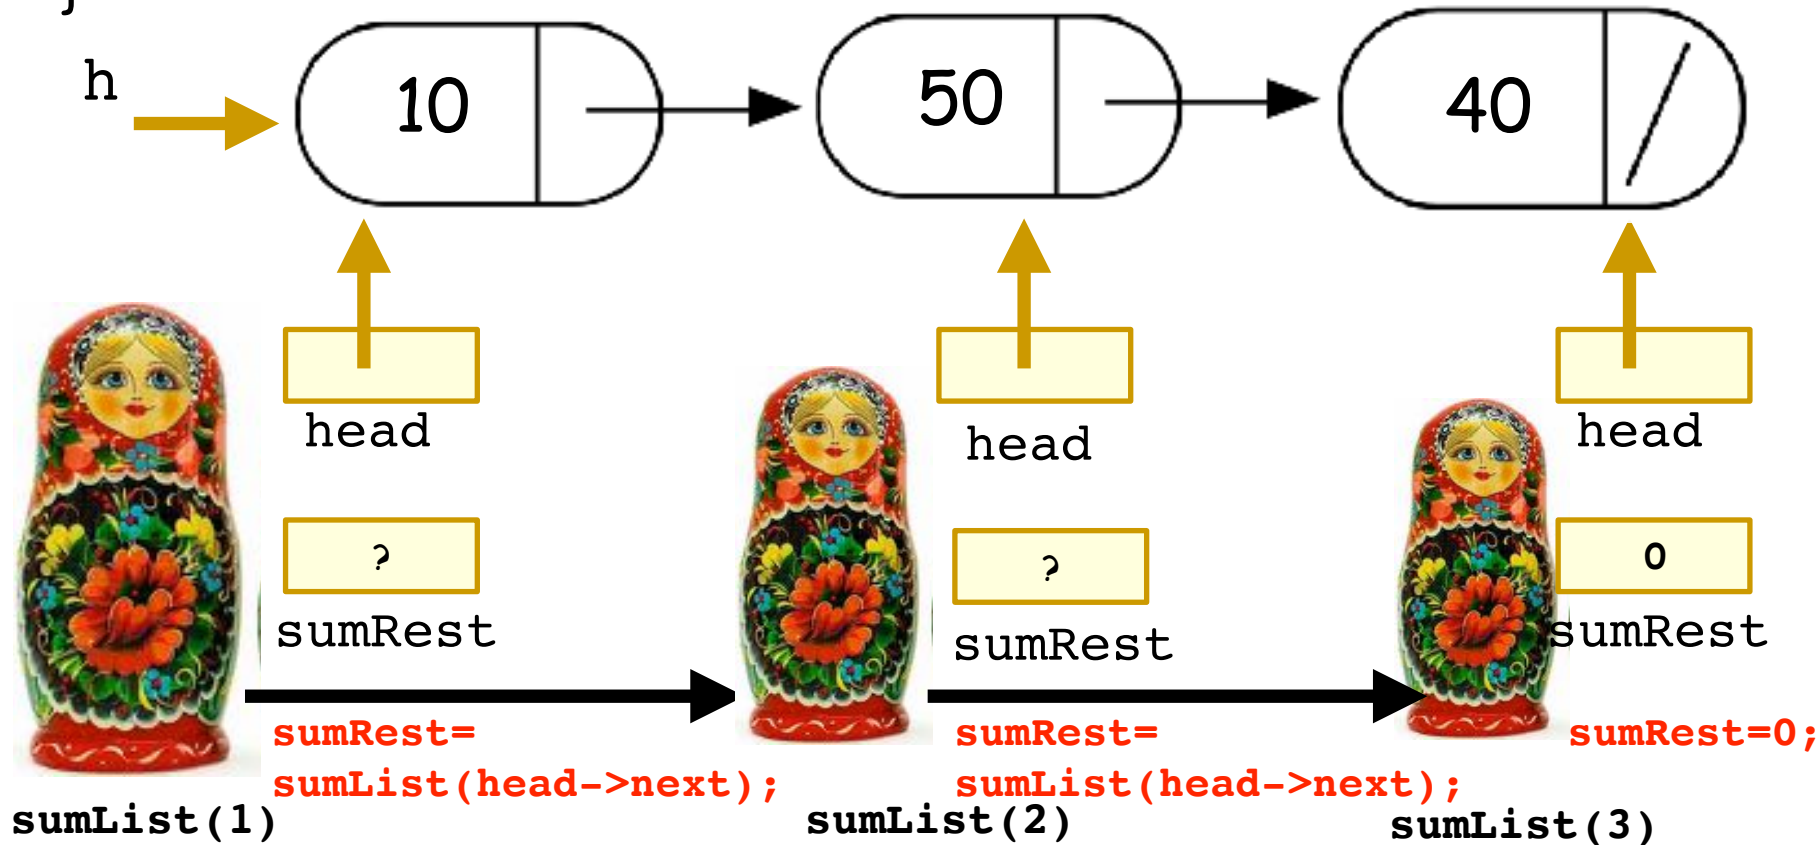 }
h
10
50
40
head
head
head
?
?
0
sumRest
sumRest
sumRest
sumRest=
sumList(head->next);
sumRest=
sumList(head->next);
sumRest=0;
sumList(1)
sumList(2)
sumList(3)